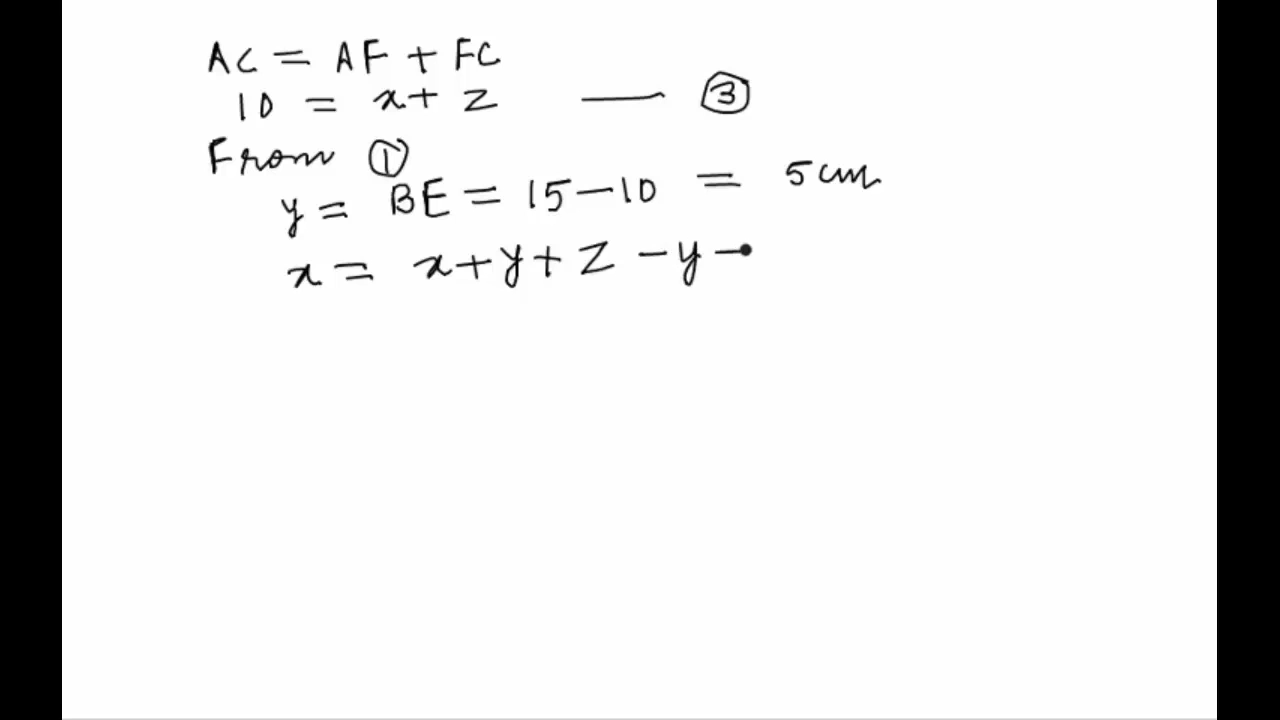 AC = AF + FC
10 = x + z — ③
From ①
y = BE = 15 - 10 = 5 cm
x = x + y + z - y -